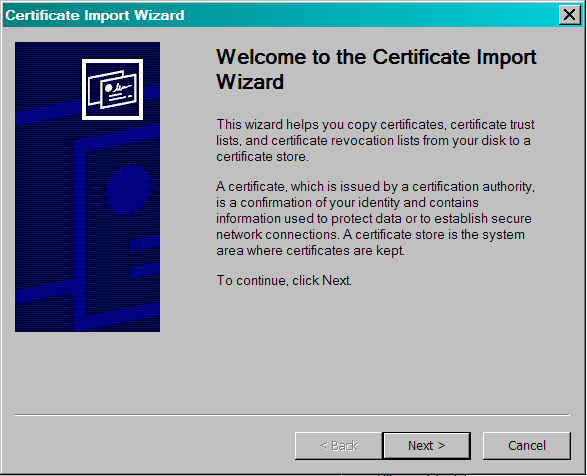 Certificate Import Wizard
Welcome to the Certificate Import
Wizard
This wizard helps you copy certificates, certificate trust
lists, and certificate revocation lists from your disk to a
certificate store.
A certificate, which is issued by a certification authority,
is a confirmation of your identity and contains
information used to protect data or to establish secure
network connections. A certificate store is the system
area where certificates are kept.
To continue, click Next.
< Back
Next >
Cancel